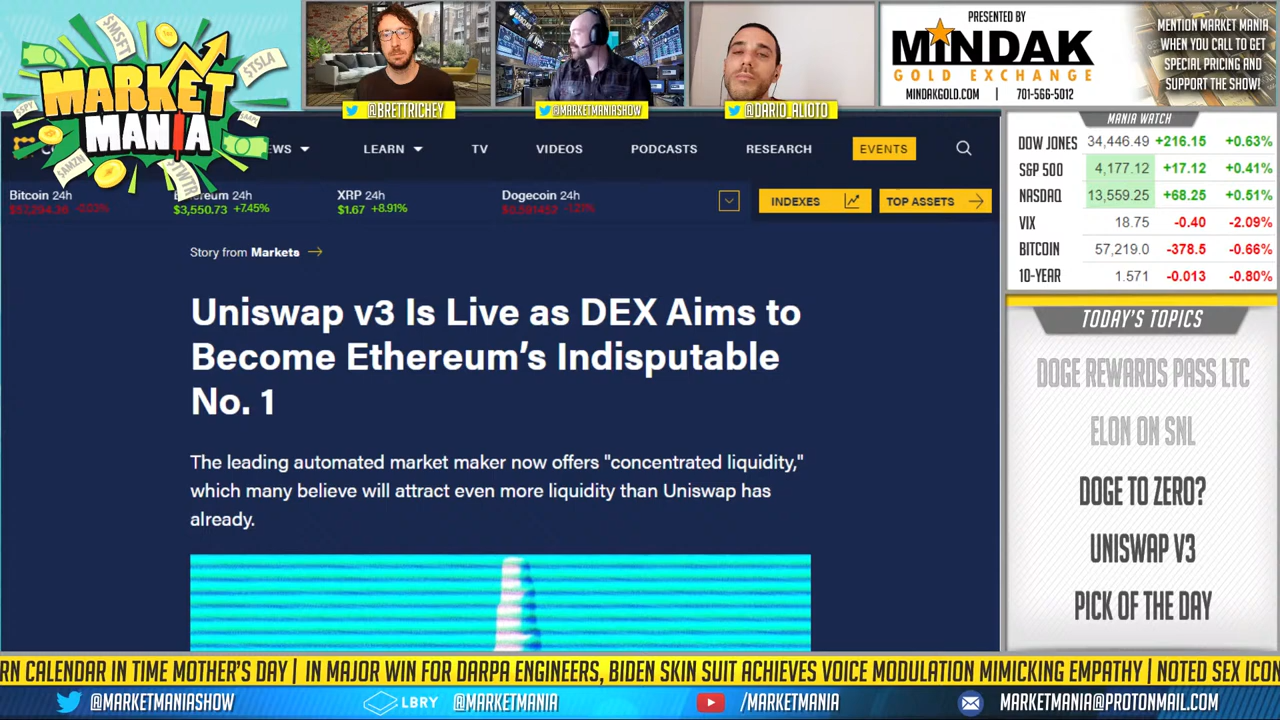 $MSFT
$TSLA
$SPY
MARKET
MANIA
$AMZN
$TWTR
@BRETTRICHEY
@MARKETMANIASHOW
@DARIO_ALIOTO
PRESENTED BY
MINDAK
GOLD EXCHANGE
MINDAKGOLD.COM | 701-566-5012
MENTION MARKET MANIA
WHEN YOU CALL TO GET
SPECIAL PRICING AND
SUPPORT THE SHOW!
EWS
LEARN
TV
VIDEOS
PODCASTS
RESEARCH
EVENTS
Bitcoin 24h
-0.03%
ereum 24h
$3,550.73 +7.45%
XRP 24h
$1.67 +8.91%
Dogecoin 24h
INDEXES
TOP ASSETS
Story from Markets
Uniswap v3 Is Live as DEX Aims to
Become Ethereum's Indisputable
No. 1
The leading automated market maker now offers "concentrated liquidity,"
which many believe will attract even more liquidity than Uniswap has
already.
MANIA WATCH
DOW JONES 34,446.49 +216.15 +0.63%
S&P 500 4,177.12 +17.12 +0.41%
NASDAQ 13,559.25 +68.25 +0.51%
VIX 18.75 -0.40 -2.09%
BITCOIN 57,219.0 -378.5 -0.66%
10-YEAR 1.571 -0.013 -0.80%
TODAY'S TOPICS
DOGE REWARDS PASS LTC
ELON ON SNL
DOGE TO ZERO?
UNISWAP V3
PICK OF THE DAY
RN CALENDAR IN TIME MOTHER'S DAY | IN MAJOR WIN FOR DARPA ENGINEERS, BIDEN SKIN SUIT ACHIEVES VOICE MODULATION MIMICKING EMPATHY | NOTED SEX ICON
@MARKETMANIASHOW
LBRY @MARKETMANIA
/MARKETMANIA
MARKETMANIA@PROTONMAIL.COM